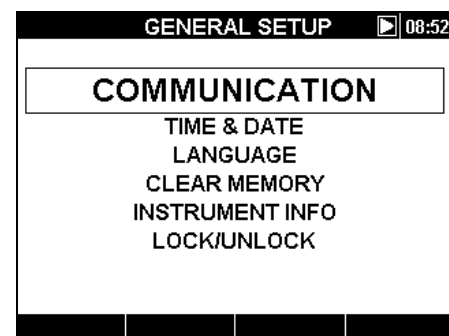 GENERAL SETUP 08:52
COMMUNICATION
TIME & DATE
LANGUAGE
CLEAR MEMORY
INSTRUMENT INFO
LOCK/UNLOCK